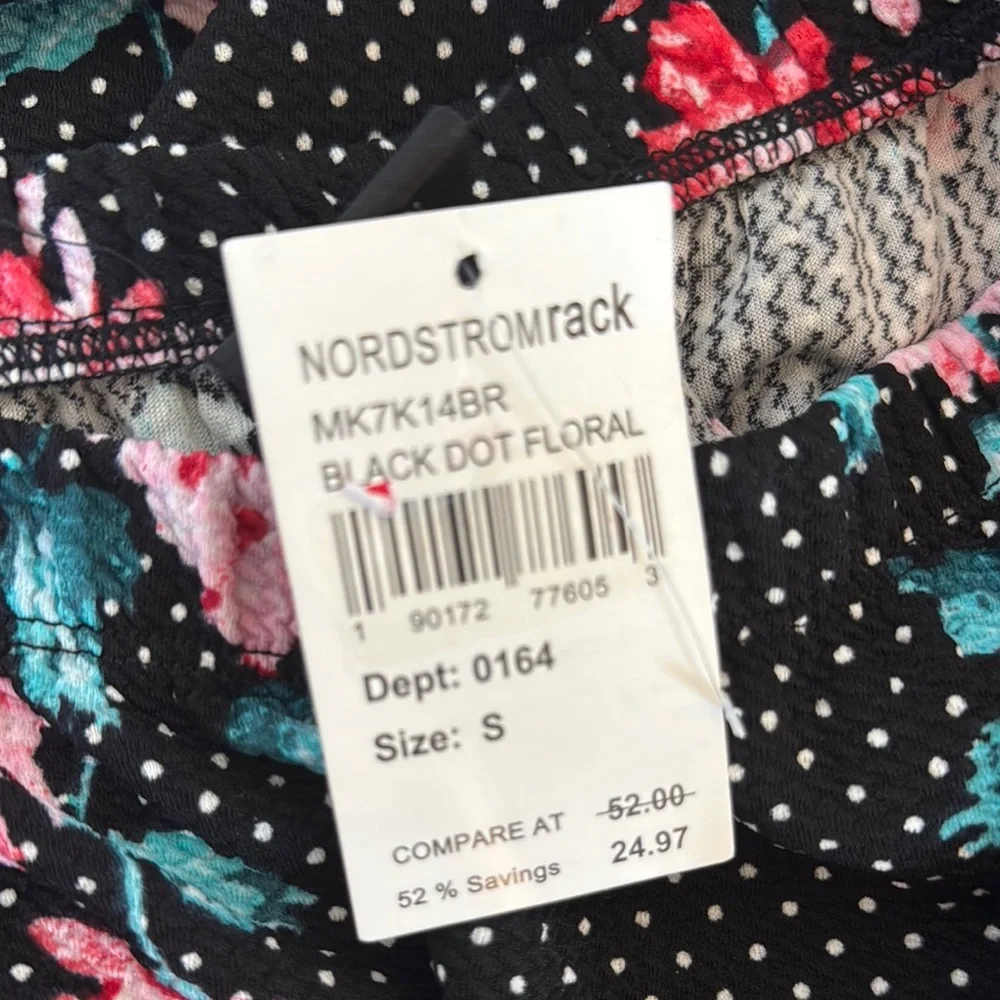 NORDSTROMrack
MK7K14BR
BLACK DOT FLORAL
1 90172 77605 3
Dept: 0164
Size: S
COMPARE AT 52.00
52 % Savings 24.97